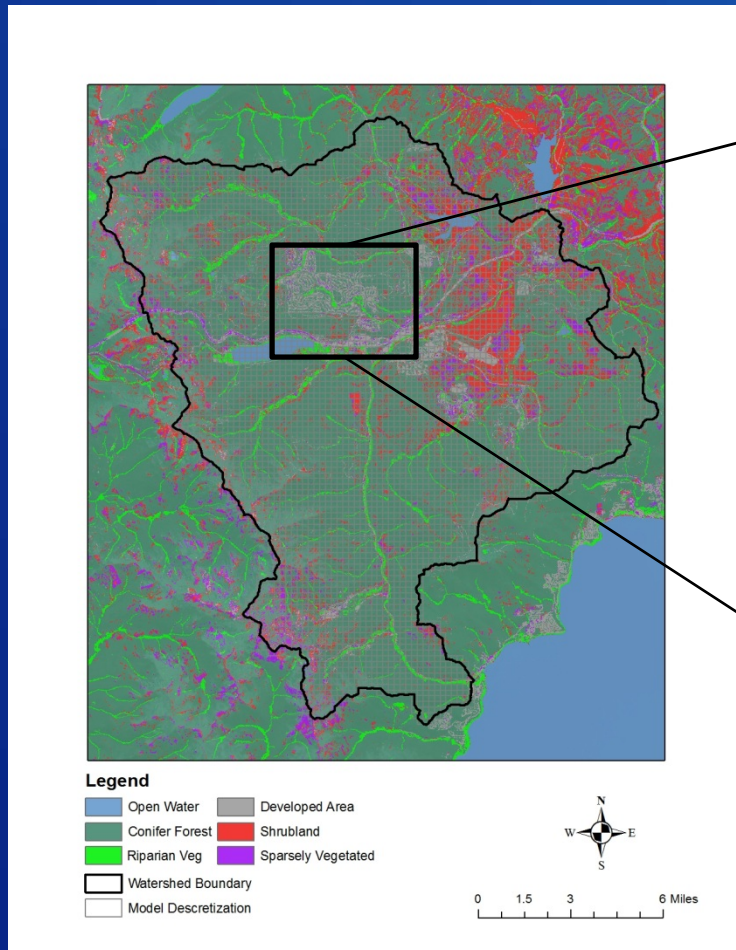 Legend
Open Water
Developed Area
Conifer Forest
Shrubland
Riparian Veg
Sparsely Vegetated
Watershed Boundary
Model Descretization
N
W E
S
0 1.5 3 6 Miles